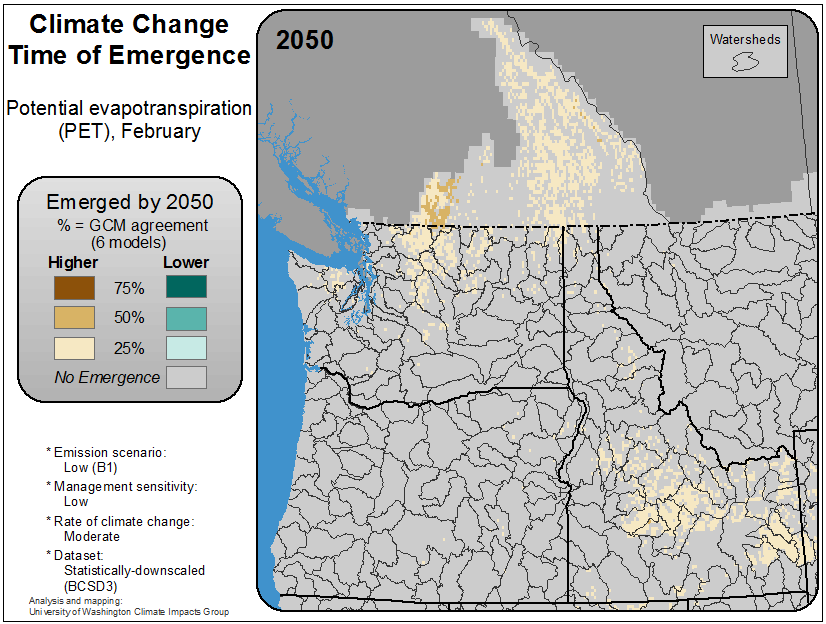 Climate Change
Time of Emergence
Potential evapotranspiration
(PET), February
Emerged by 2050
% = GCM agreement
(6 models)
Higher Lower
75%
50%
25%
No Emergence
* Emission scenario:
Low (B1)
* Management sensitivity:
Low
* Rate of climate change:
Moderate
* Dataset:
Statistically-downscaled
(BCSD3)
Analysis and mapping:
University of Washington Climate Impacts Group
2050
Watersheds